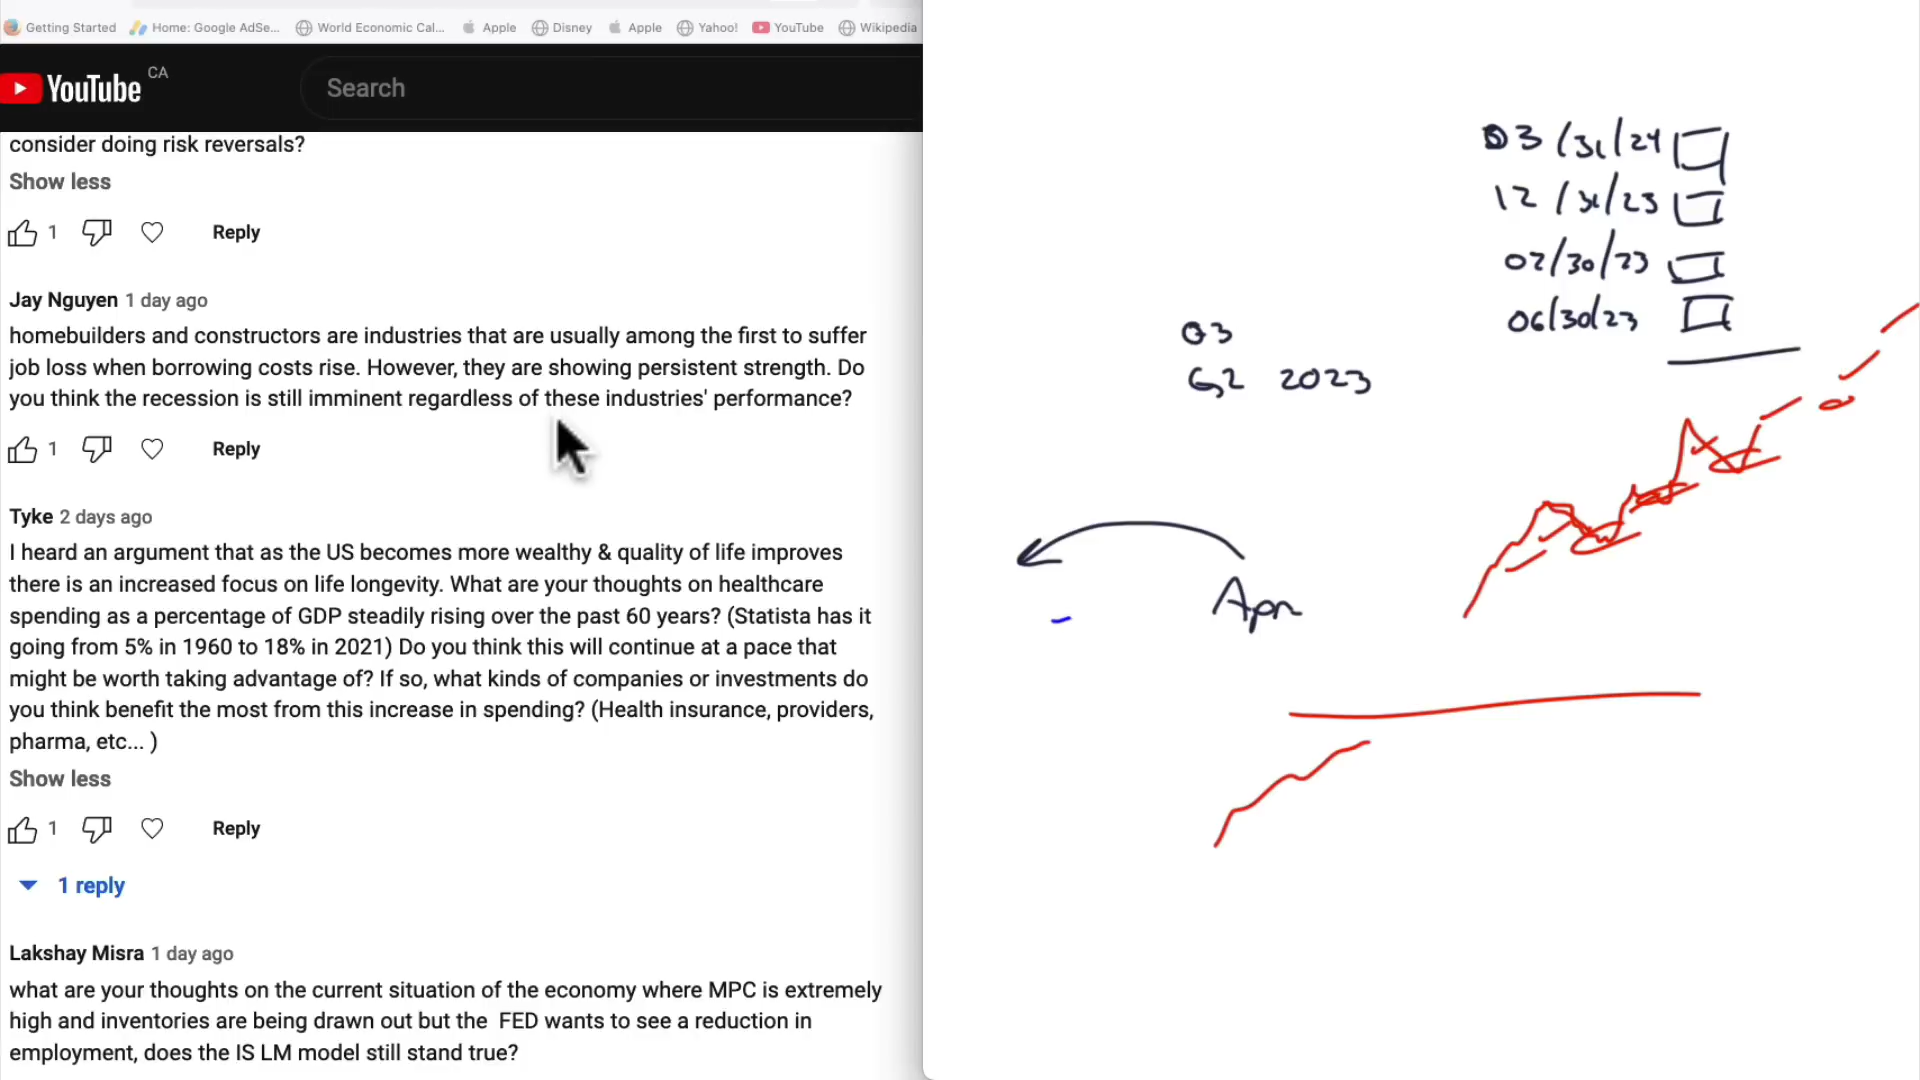 Getting Started Home: Google AdSe... World Economic Cal... Apple Disney Apple Yahoo! YouTube Wikipedia
YouTube CA Search
consider doing risk reversals?
Show less
1 Reply
Jay Nguyen 1 day ago
homebuilders and constructors are industries that are usually among the first to suffer
job loss when borrowing costs rise. However, they are showing persistent strength. Do
you think the recession is still imminent regardless of these industries' performance?
1 Reply
Tyke 2 days ago
I heard an argument that as the US becomes more wealthy & quality of life improves
there is an increased focus on life longevity. What are your thoughts on healthcare
spending as a percentage of GDP steadily rising over the past 60 years? (Statista has it
going from 5% in 1960 to 18% in 2021) Do you think this will continue at a pace that
might be worth taking advantage of? If so, what kinds of companies or investments do
you think benefit the most from this increase in spending? (Health insurance, providers,
pharma, etc... )
Show less
1 Reply
1 reply
Lakshay Misra 1 day ago
what are your thoughts on the current situation of the economy where MPC is extremely
high and inventories are being drawn out but the FED wants to see a reduction in
employment, does the IS LM model still stand true?
03/31/24
12/31/23
06/30/23
Q3
Q2 2023
Apr